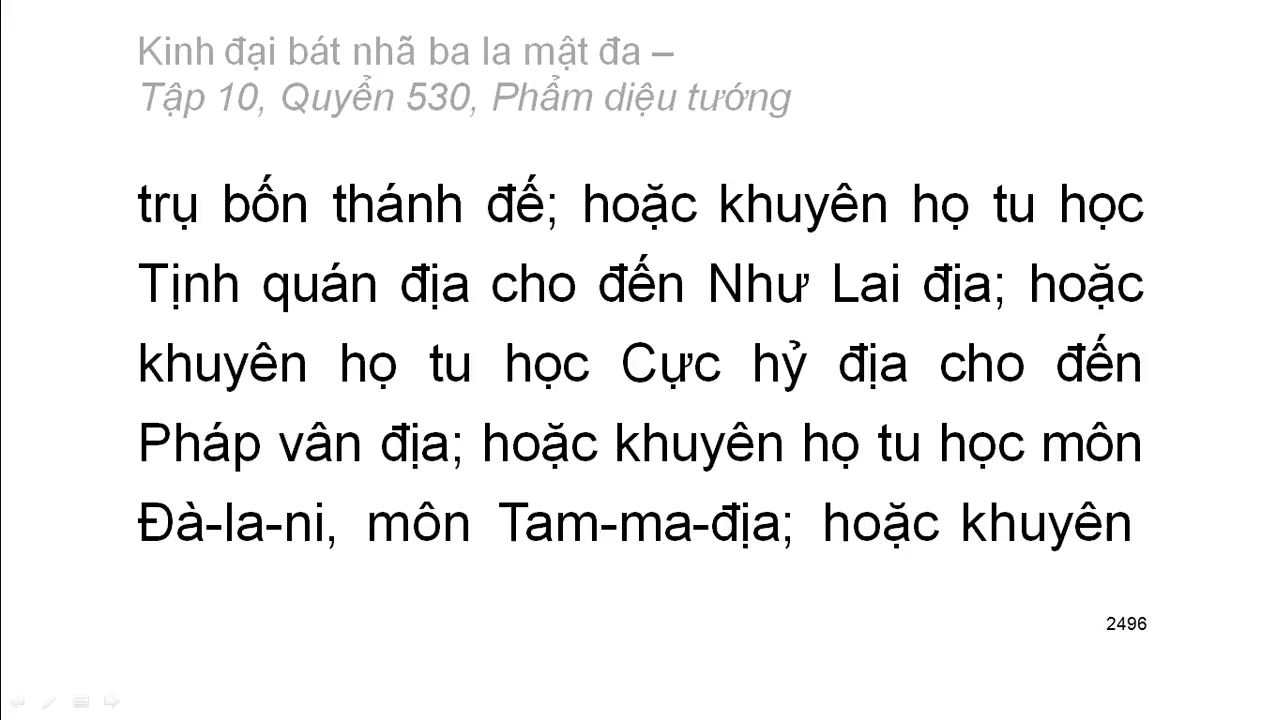 Kinh đại bát nhã ba la mật đa –
Tập 10, Quyển 530, Phẩm diệu tướng
trụ bốn thánh đế; hoặc khuyên họ tu học
Tịnh quán địa cho đến Như Lai địa; hoặc
khuyên họ tu học Cực hỷ địa cho đến
Pháp vân địa; hoặc khuyên họ tu học môn
Đà-la-ni, môn Tam-ma-địa; hoặc khuyên
2496